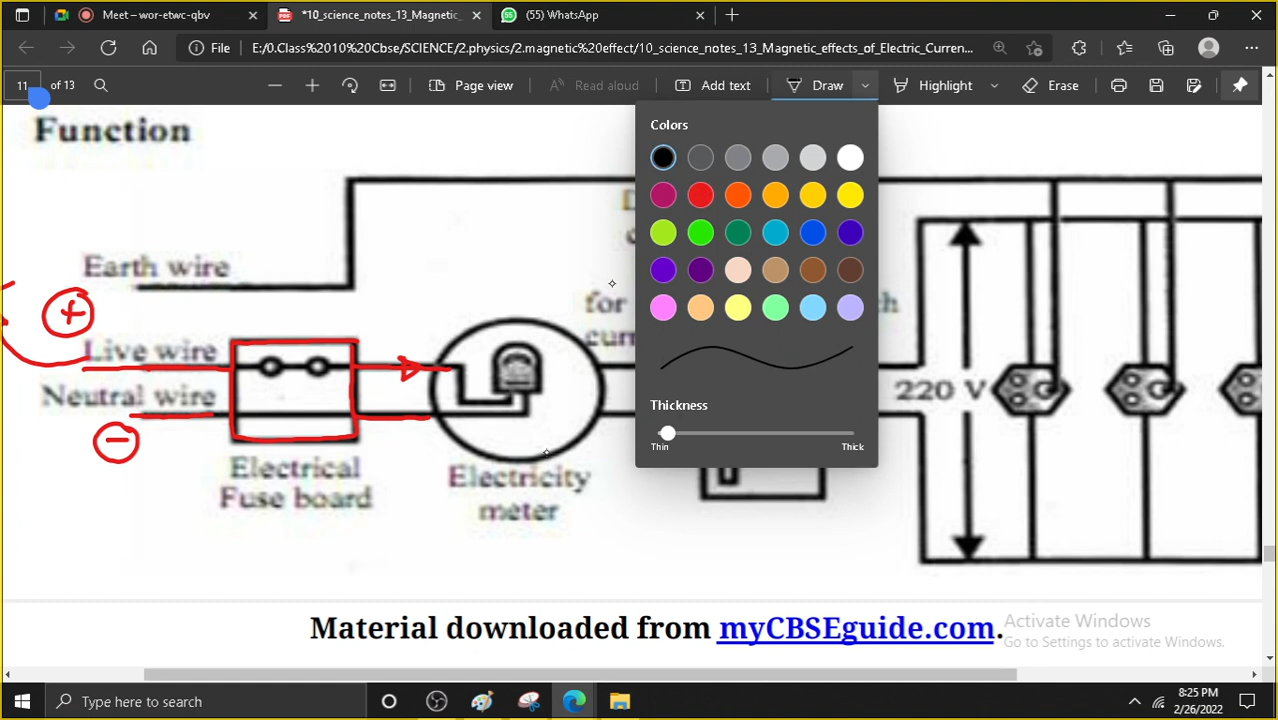 Meet – wor-etwc-qbv
*10_science_notes_13_Magnetic_
(55) WhatsApp
File
E:/0.Class%2010%20Cbse/SCIENCE/2.physics/2.magnetic%20effect/10_science_notes_13_Magnetic_effects_of_Electric_Curren...
11 of 13
Page view
Read aloud
Add text
Draw
Highlight
Erase
Function
Colors
Earth wire
+
for
Live wire
Neutral wire
220 V
−
Thickness
Thin
Thick
Electrical
Fuse board
Electricity
meter
Material downloaded from myCBSEguide.com.
Activate Windows
Go to Settings to activate Windows.
Type here to search
8:25 PM
2/26/2022